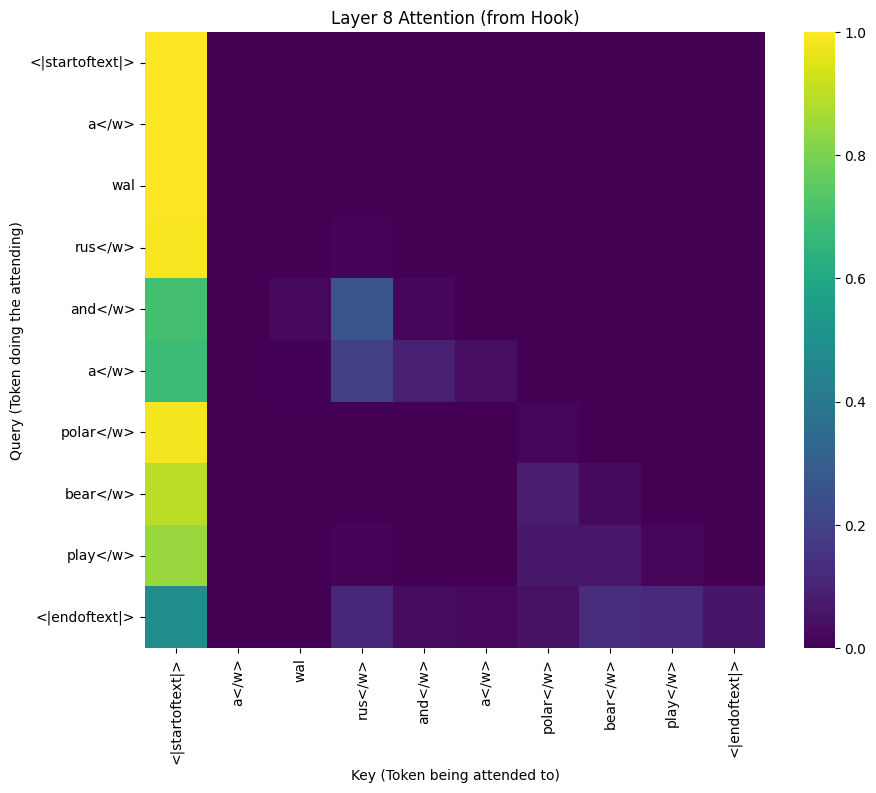 Layer 8 Attention (from Hook)
<|startoftext|>
a</w>
wal
rus</w>
and</w>
a</w>
polar</w>
bear</w>
play</w>
<|endoftext|>
Query (Token doing the attending)
<|startoftext|>
a</w>
wal
rus</w>
and</w>
a</w>
polar</w>
bear</w>
play</w>
<|endoftext|>
Key (Token being attended to)
1.0
0.8
0.6
0.4
0.2
0.0